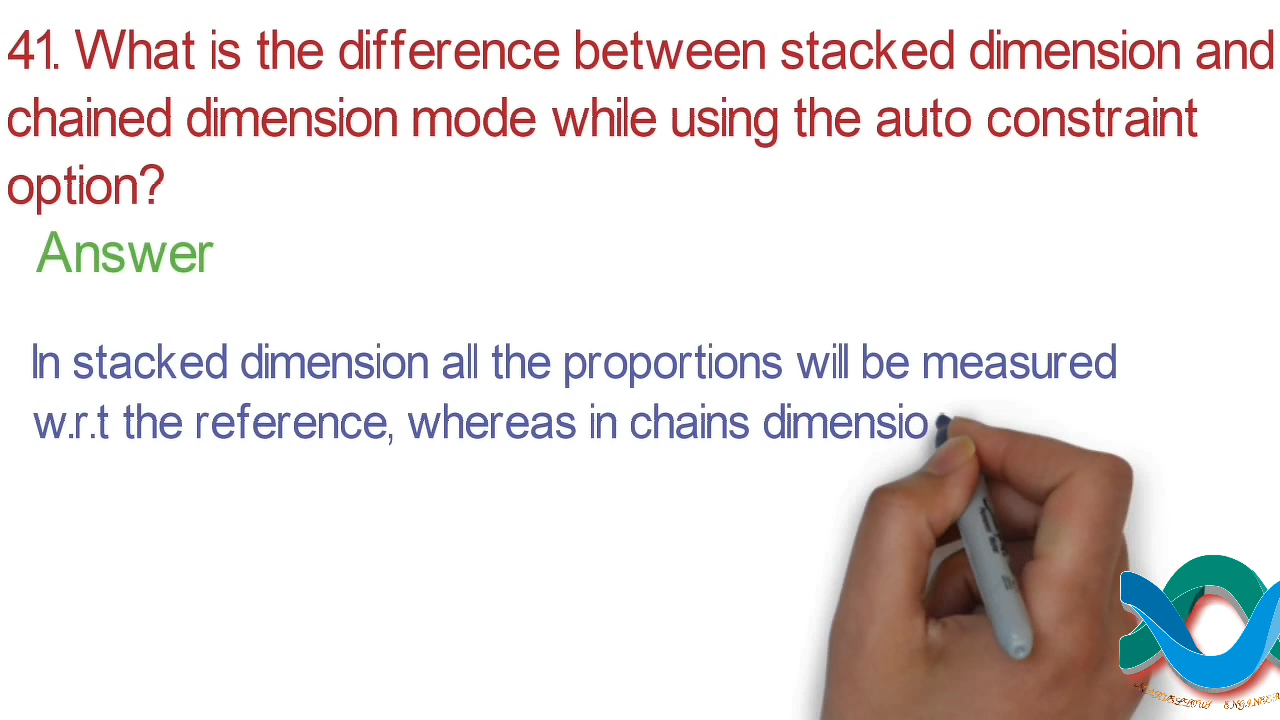 41. What is the difference between stacked dimension and
chained dimension mode while using the auto constraint
option?
Answer
In stacked dimension all the proportions will be measured
w.r.t the reference, whereas in chains dimensio